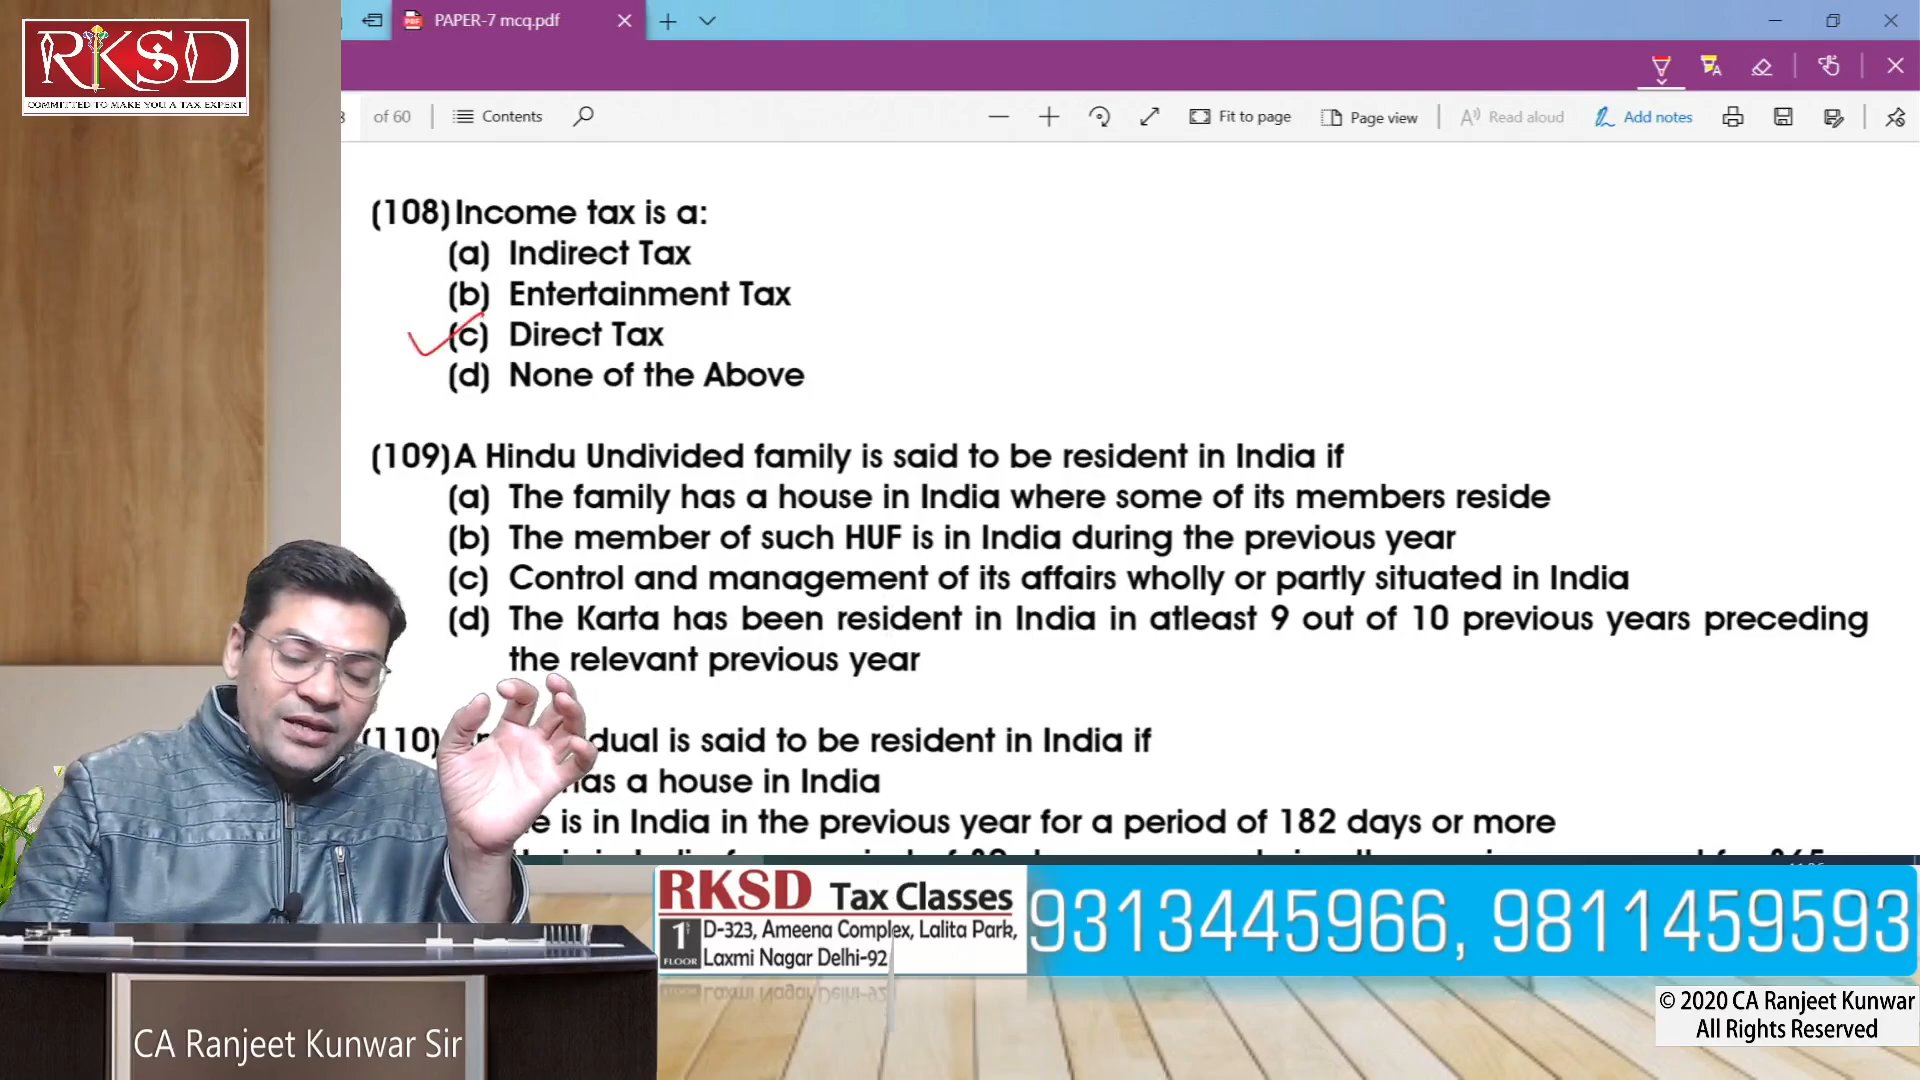 RKSD
COMMITTED TO MAKE YOU A TAX EXPERT
PAPER-7 mcq.pdf
of 60
Contents
Fit to page
Page view
Read aloud
Add notes
(108) Income tax is a:
(a) Indirect Tax
(b) Entertainment Tax
(c) Direct Tax
(d) None of the Above
(109) A Hindu Undivided family is said to be resident in India if
(a) The family has a house in India where some of its members reside
(b) The member of such HUF is in India during the previous year
(c) Control and management of its affairs wholly or partly situated in India
(d) The Karta has been resident in India in atleast 9 out of 10 previous years preceding
the relevant previous year
(110) dual is said to be resident in India if
has a house in India
is in India in the previous year for a period of 182 days or more
RKSD Tax Classes
1ST FLOOR
D-323, Ameena Complex, Lalita Park,
Laxmi Nagar Delhi-92
9313445966, 9811459593
CA Ranjeet Kunwar Sir
© 2020 CA Ranjeet Kunwar
All Rights Reserved